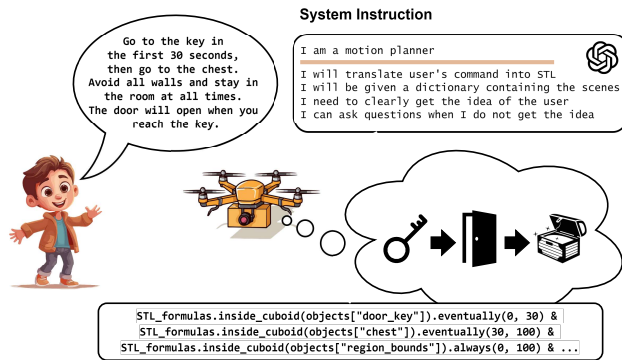 System Instruction
Go to the key in
the first 30 seconds,
then go to the chest.
Avoid all walls and stay in
the room at all times.
The door will open when you
reach the key.
I am a motion planner
I will translate user's command into STL
I will be given a dictionary containing the scenes
I need to clearly get the idea of the user
I can ask questions when I do not get the idea
STL_formulas.inside_cuboid(objects["door_key"]).eventually(0, 30) &
STL_formulas.inside_cuboid(objects["chest"]).eventually(30, 100) &
STL_formulas.inside_cuboid(objects["region_bounds"]).always(0, 100) & ...